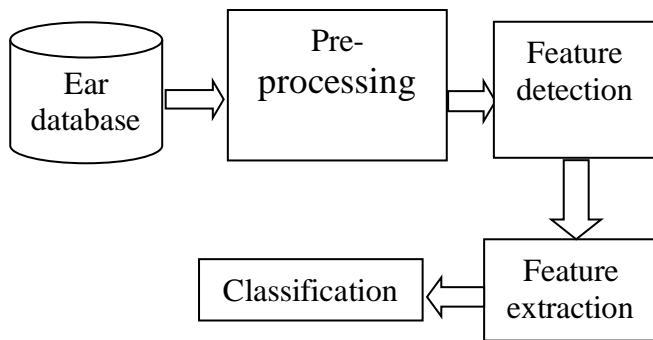 Ear
database
Pre-
processing
Feature
detection
Feature
extraction
Classification